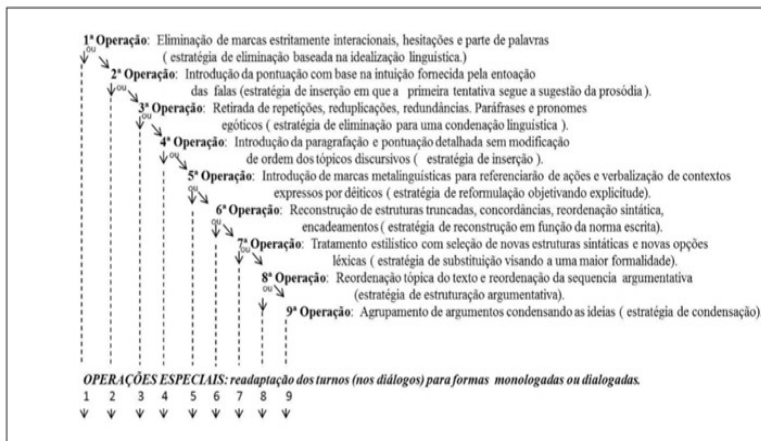 1ª Operação: Eliminação de marcas estritamente interacionais, hesitações e parte de palavras
ou
( estratégia de eliminação baseada na idealização linguística.)
2ª Operação: Introdução da pontuação com base na intuição fornecida pela entoação
ou
das falas (estratégia de inserção em que a primeira tentativa segue a sugestão da prosódia ).
3ª Operação: Retirada de repetições, reduplicações, redundâncias. Paráfrases e pronomes
ou
egóticos ( estratégia de eliminação para uma condenação linguística ).
4ª Operação: Introdução da paragrafação e pontuação detalhada sem modificação
ou
de ordem dos tópicos discursivos ( estratégia de inserção ).
5ª Operação: Introdução de marcas metalinguísticas para referenciarão de ações e verbalização de contextos
ou
expressos por dêiticos ( estratégia de reformulação objetivando explicitude).
6ª Operação: Reconstrução de estruturas truncadas, concordâncias, reordenação sintática,
ou
encadeamentos ( estratégia de reconstrução em função da norma escrita).
7ª Operação: Tratamento estilístico com seleção de novas estruturas sintáticas e novas opções
ou
léxicas ( estratégia de substituição visando a uma maior formalidade).
8ª Operação: Reordenação tópica do texto e reordenação da sequencia argumentativa
ou
(estratégia de estruturação argumentativa).
9ª Operação: Agrupamento de argumentos condensando as ideias ( estratégia de condensação)
OPERAÇÕES ESPECIAIS: readaptação dos turnos (nos diálogos) para formas monologadas ou dialogadas.
1 2 3 4 5 6 7 8 9